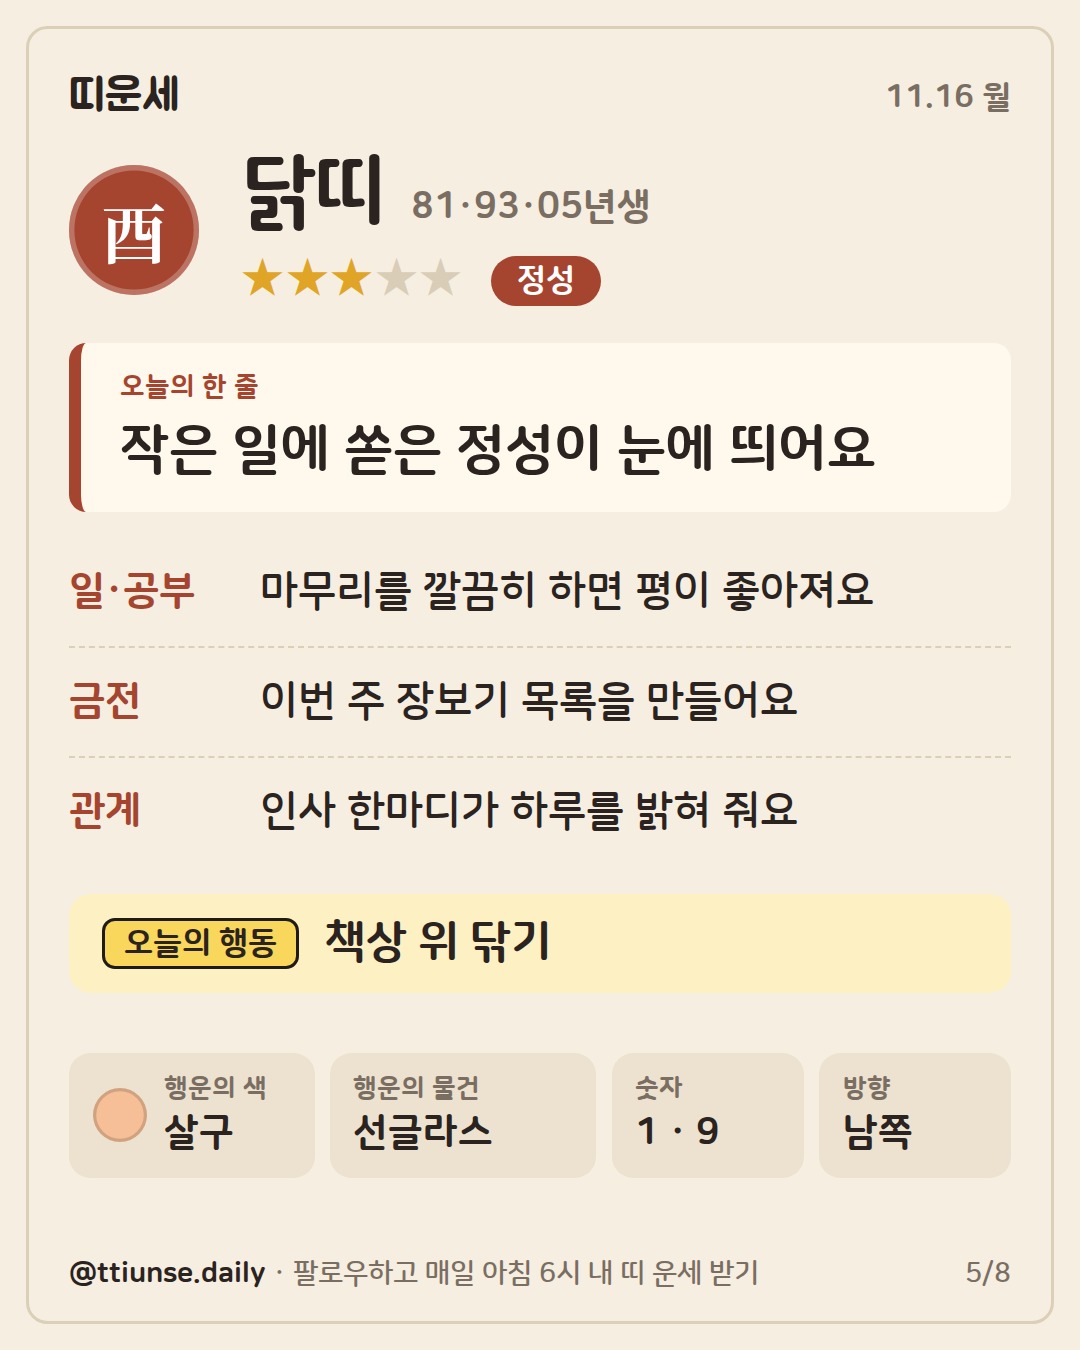 띠운세
11.16 월
酉
닭띠 81·93·05년생
★★★★★ 정성
오늘의 한 줄
작은 일에 쏟은 정성이 눈에 띄어요
일·공부 마무리를 깔끔히 하면 평이 좋아져요
금전 이번 주 장보기 목록을 만들어요
관계 인사 한마디가 하루를 밝혀 줘요
오늘의 행동 책상 위 닦기
행운의 색
살구
행운의 물건
선글라스
숫자
1 · 9
방향
남쪽
@ttiunse.daily · 팔로우하고 매일 아침 6시 내 띠 운세 받기
5/8